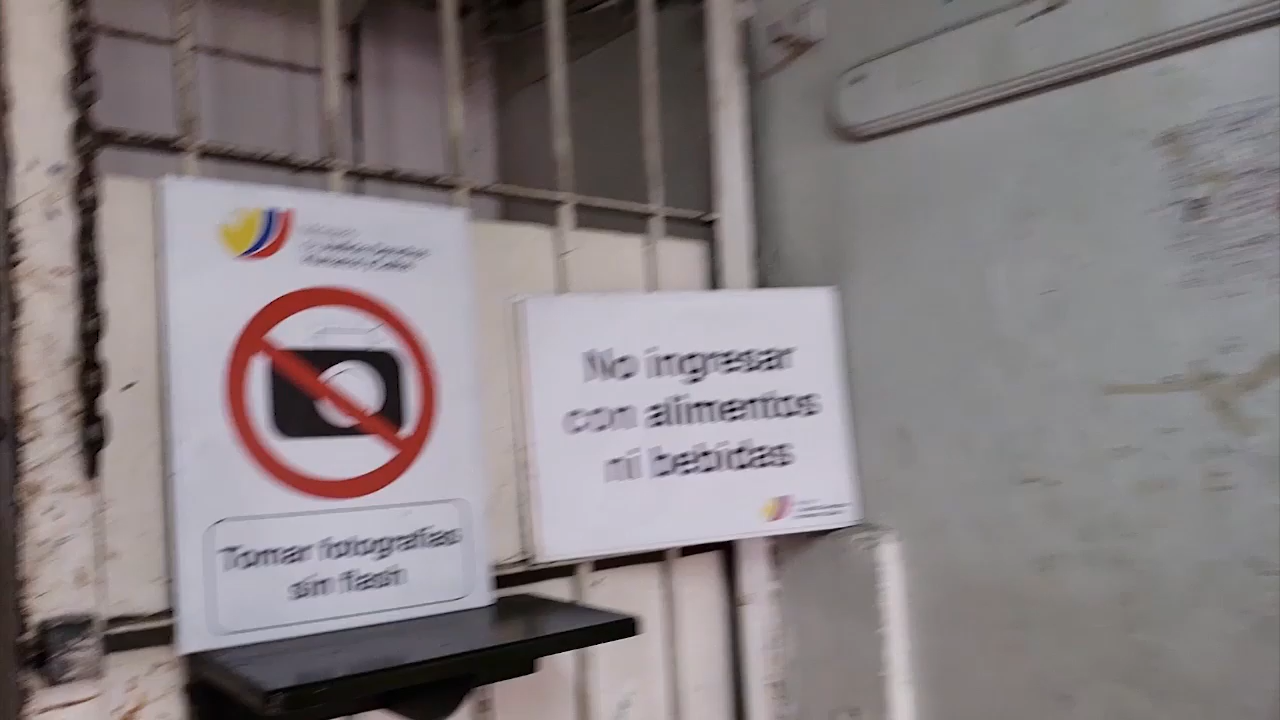 Tomar fotografías
sin flash
No ingresar
con alimentos
ni bebidas